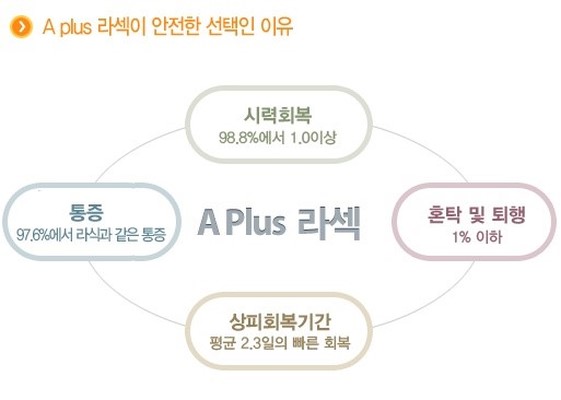 A plus 라섹이 안전한 선택인 이유
시력회복
98.8%에서 1.0이상
통증
97.6%에서 라식과 같은 통증
A Plus 라섹
혼탁 및 퇴행
1% 이하
상피회복기간
평균 2.3일의 빠른 회복